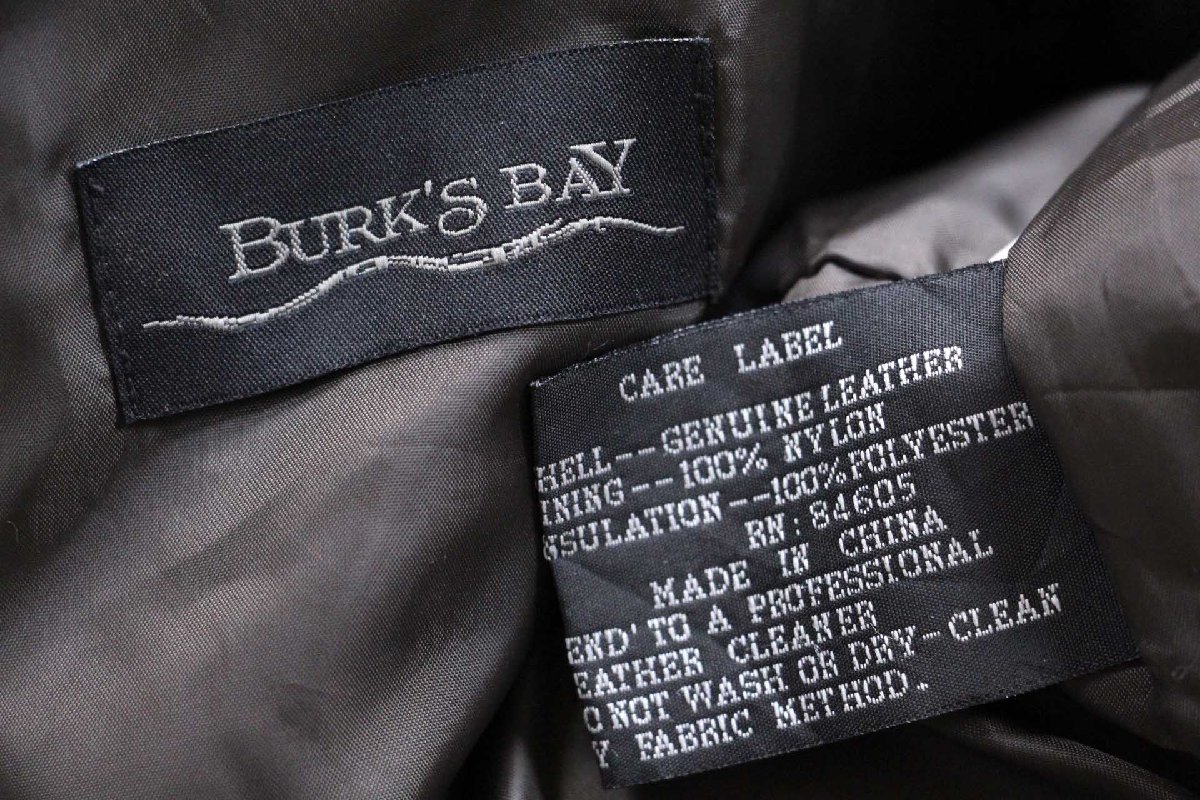 BURK'S BAY
CARE LABEL
HELL--GENUINE LEATHER
INING--100% NYLON
NSULATION--100%POLYESTER
RN: 84605
MADE IN CHINA
END' TO A PROFESSIONAL
EATHER CLEANER
O NOT WASH OR DRY-CLEAN
Y FABRIC METHOD.